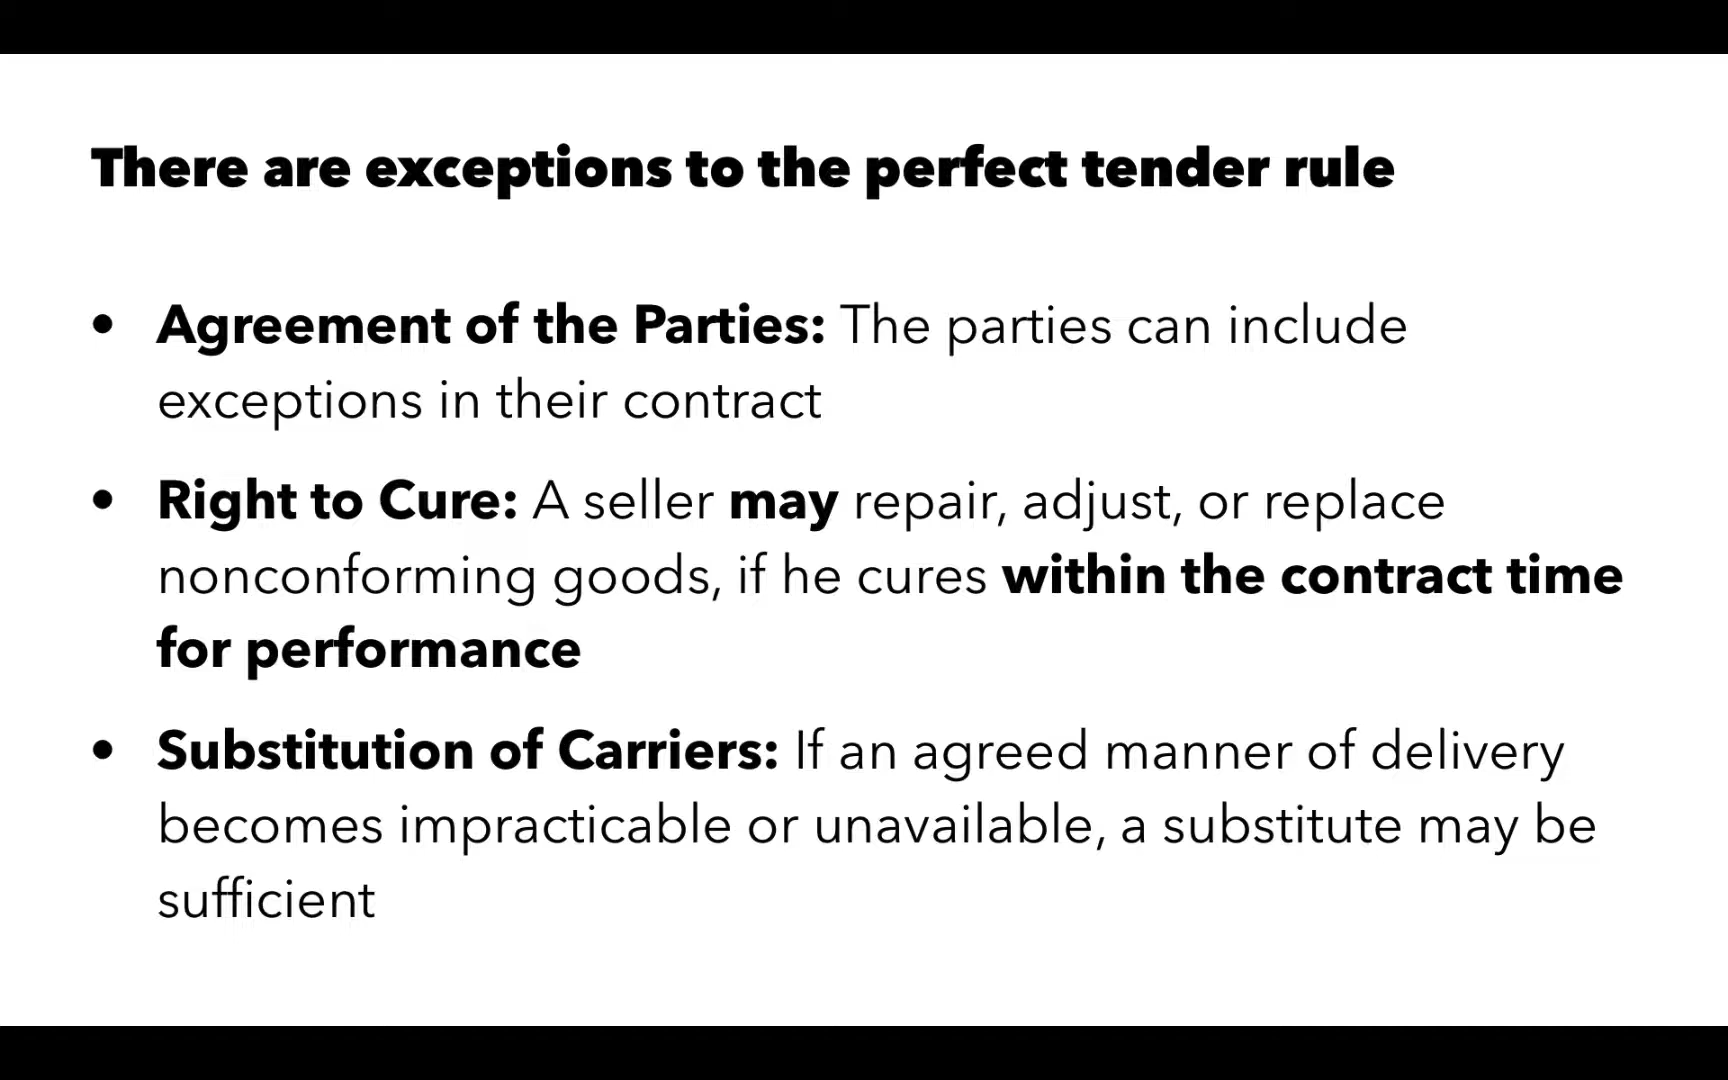 There are exceptions to the perfect tender rule
• Agreement of the Parties: The parties can include
exceptions in their contract
• Right to Cure: A seller may repair, adjust, or replace
nonconforming goods, if he cures within the contract time
for performance
• Substitution of Carriers: If an agreed manner of delivery
becomes impracticable or unavailable, a substitute may be
sufficient